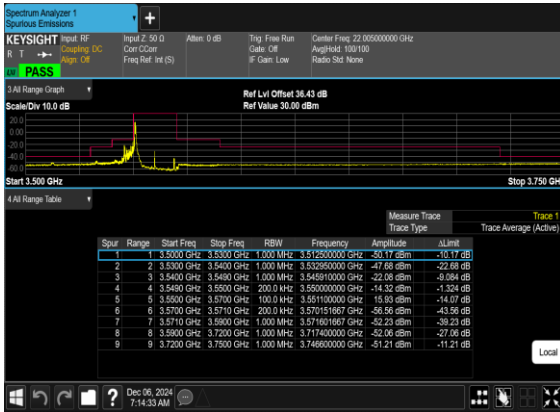 Spectrum Analyzer 1
Spurious Emissions
+
KEYSIGHT Input: RF Input Z: 50 Ω Atten: 0 dB Trig: Free Run Center Freq: 22.005000000 GHz
R T Coupling: DC Corr CCorr Gate: Off Avg|Hold: 100/100
Align: Off Freq Ref: Int (S) IF Gain: Low Radio Std: None
PASS
3 All Range Graph
Ref Lvl Offset 36.43 dB
Scale/Div 10.0 dB Ref Value 30.00 dBm
20.0
0.00
-20.0
-40.0
-60.0
Start 3.500 GHz Stop 3.750 GH
4 All Range Table
Measure Trace Trace 1
Trace Type Trace Average (Active)
Spur Range Start Freq Stop Freq RBW Frequency Amplitude ΔLimit
1 1 3.5000 GHz 3.5300 GHz 1.000 MHz 3.512500000 GHz -50.17 dBm -10.17 dB
2 2 3.5300 GHz 3.5400 GHz 1.000 MHz 3.532950000 GHz -47.68 dBm -22.68 dB
3 3 3.5400 GHz 3.5490 GHz 1.000 MHz 3.545910000 GHz -22.08 dBm -9.084 dB
4 4 3.5490 GHz 3.5500 GHz 200.0 kHz 3.550000000 GHz -14.32 dBm -1.324 dB
5 5 3.5500 GHz 3.5700 GHz 100.0 kHz 3.551100000 GHz 15.93 dBm -14.07 dB
6 6 3.5700 GHz 3.5710 GHz 200.0 kHz 3.570151667 GHz -56.56 dBm -43.56 dB
7 7 3.5710 GHz 3.5900 GHz 1.000 MHz 3.571601667 GHz -52.23 dBm -39.23 dB
8 8 3.5900 GHz 3.7200 GHz 1.000 MHz 3.717400000 GHz -52.06 dBm -27.06 dB
9 9 3.7200 GHz 3.7500 GHz 1.000 MHz 3.746600000 GHz -51.21 dBm -11.21 dB
Local
? Dec 06, 2024
7:14:33 AM